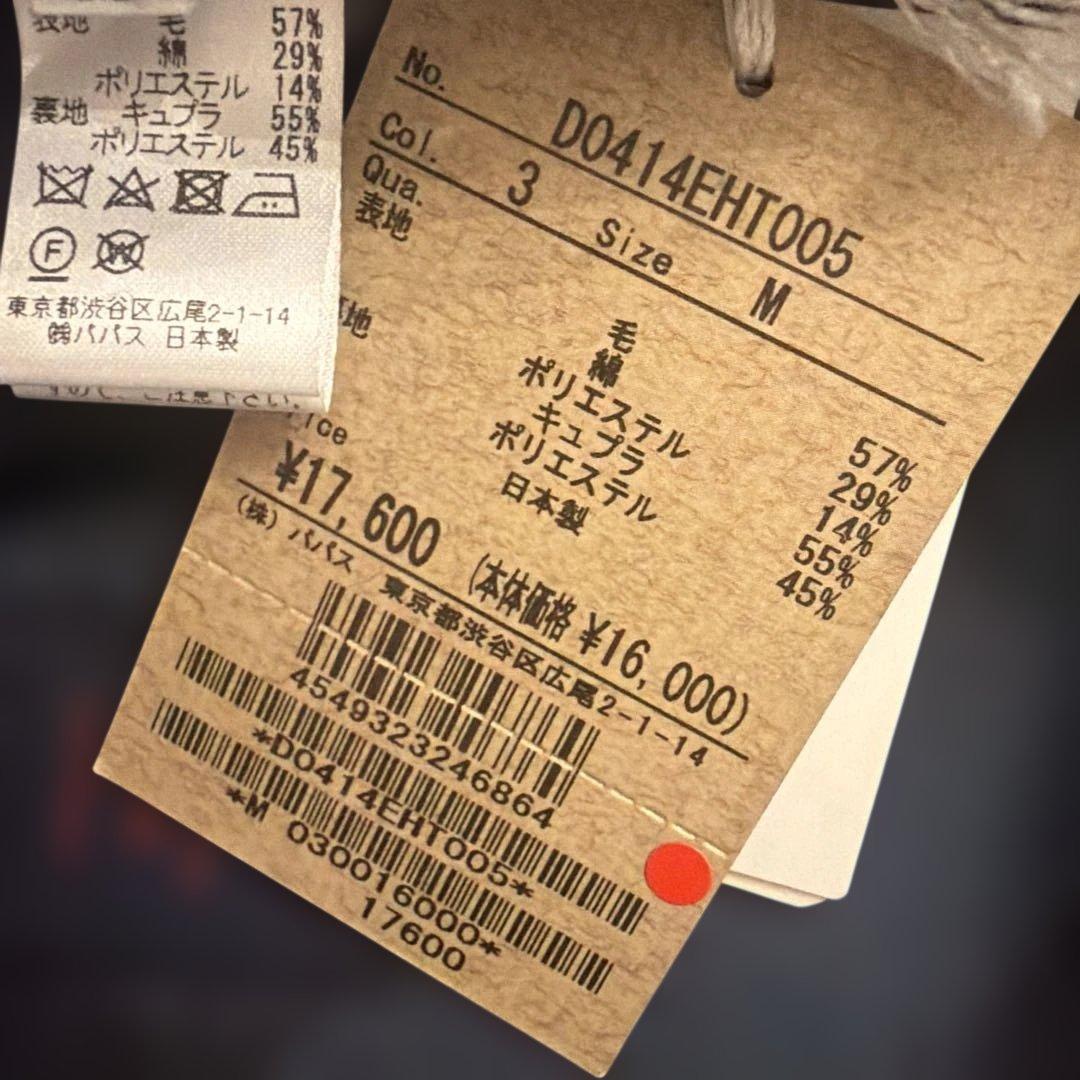 表地 毛 57%
綿 29%
ポリエステル 14%
裏地 キュプラ 55%
ポリエステル 45%
F
W
東京都渋谷区広尾2-1-14
㈱パパス 日本製
No. D0414EHT005
Col. 3 Size M
Qua.
表地
地
毛 57%
綿 29%
ポリエステル 14%
キュプラ 55%
ポリエステル 45%
日本製
ice
¥17,600 (本体価格 ¥16,000)
(株) パパス / 東京都渋谷区広尾2-1-14
4549323246864
*D0414EHT005*
*M 030016000*
17600